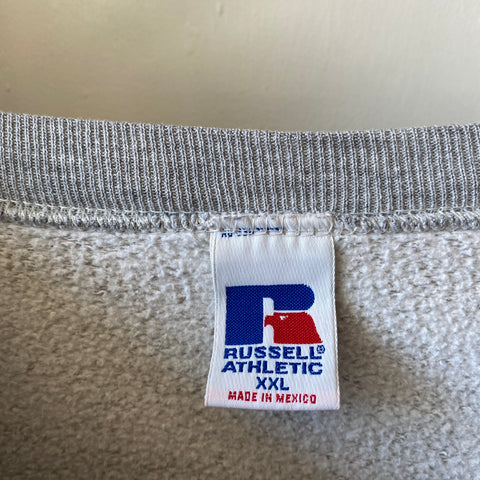 R
RUSSELL®
ATHLETIC
XXL
MADE IN MEXICO